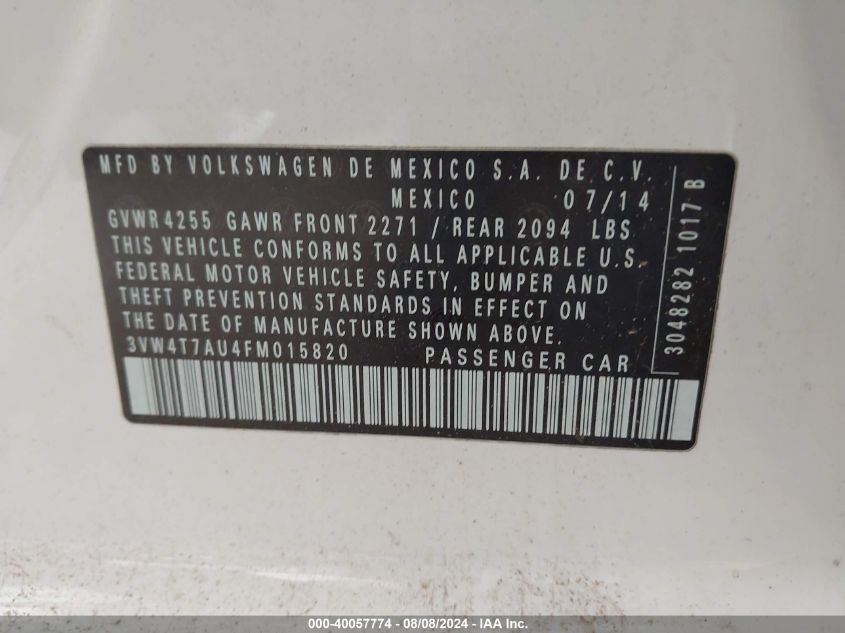 MFD BY VOLKSWAGEN DE MEXICO S.A. DE C.V.
MEXICO 07/14
GVWR 4255 GAWR FRONT 2271 / REAR 2094 LBS
THIS VEHICLE CONFORMS TO ALL APPLICABLE U.S.
FEDERAL MOTOR VEHICLE SAFETY, BUMPER AND
THEFT PREVENTION STANDARDS IN EFFECT ON
THE DATE OF MANUFACTURE SHOWN ABOVE.
3VW4T7AU4FM015820 PASSENGER CAR
3048282 1017 B
000-40057774 - 08/08/2024 - IAA Inc.